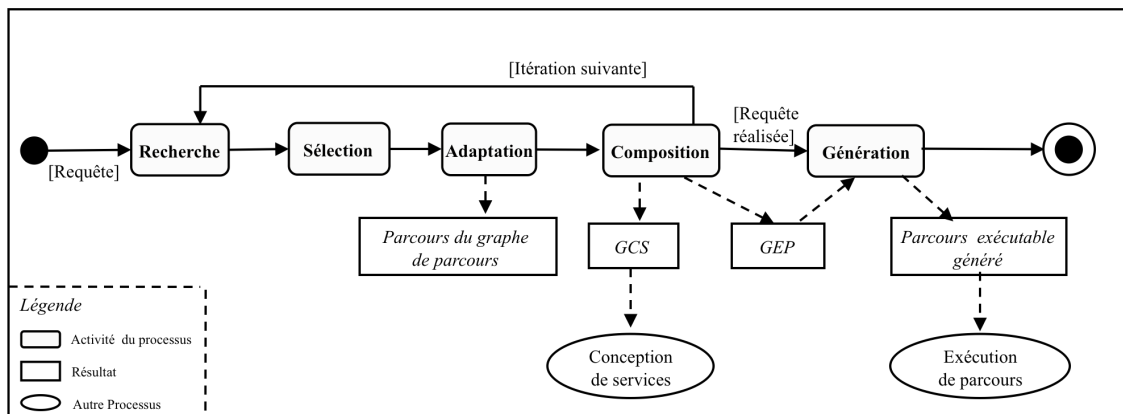 [Itération suivante]
[Requête
réalisée]
Recherche
Sélection
Adaptation
Composition
Génération
[Requête]
Parcours du graphe
de parcours
GCS
GEP
Parcours exécutable
généré
Légende
Activité du processus
Résultat
Autre Processus
Conception
de services
Exécution
de parcours